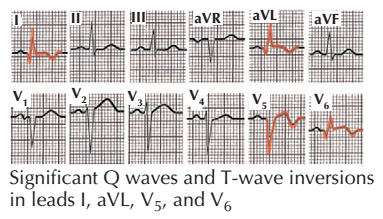 I II III aVR aVL aVF
V1 V2 V3 V4 V5 V6
Significant Q waves and T-wave inversions
in leads I, aVL, V5, and V6